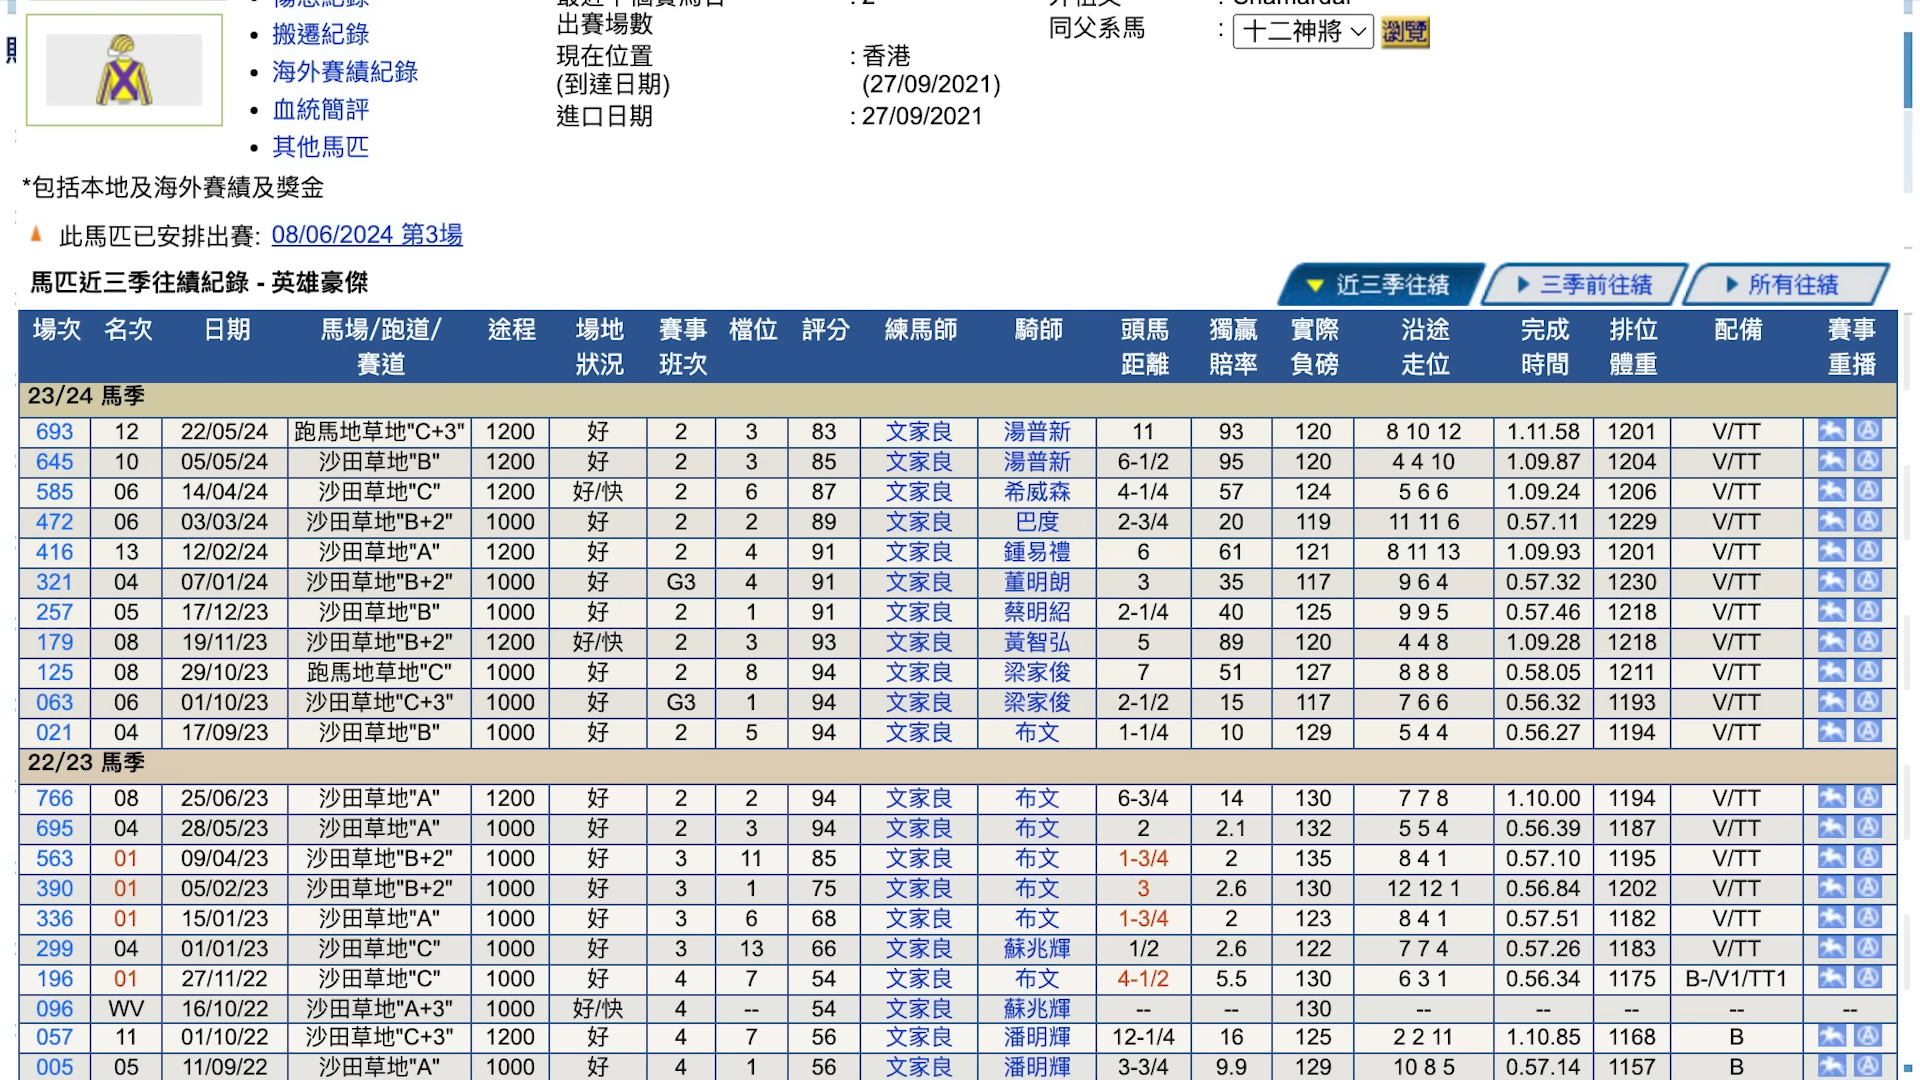 搬遷紀錄
海外賽績紀錄
血統簡評
其他馬匹
出賽場數
現在位置 : 香港
(到達日期) (27/09/2021)
進口日期 : 27/09/2021
同父系馬 : 十二神將 瀏覽
*包括本地及海外賽績及獎金
此馬匹已安排出賽: 08/06/2024 第3場
馬匹近三季往績紀錄 - 英雄豪傑
近三季往績 三季前往績 所有往績
場次 名次 日期 馬場/跑道/賽道 途程 場地狀況 賽事班次 檔位 評分 練馬師 騎師 頭馬距離 獨贏賠率 實際負磅 沿途走位 完成時間 排位體重 配備 賽事重播
23/24 馬季
693 12 22/05/24 跑馬地草地"C+3" 1200 好 2 3 83 文家良 湯普新 11 93 120 8 10 12 1.11.58 1201 V/TT
645 10 05/05/24 沙田草地"B" 1200 好 2 3 85 文家良 湯普新 6-1/2 95 120 4 4 10 1.09.87 1204 V/TT
585 06 14/04/24 沙田草地"C" 1200 好/快 2 6 87 文家良 希威森 4-1/4 57 124 5 6 6 1.09.24 1206 V/TT
472 06 03/03/24 沙田草地"B+2" 1000 好 2 2 89 文家良 巴度 2-3/4 20 119 11 11 6 0.57.11 1229 V/TT
416 13 12/02/24 沙田草地"A" 1200 好 2 4 91 文家良 鍾易禮 6 61 121 8 11 13 1.09.93 1201 V/TT
321 04 07/01/24 沙田草地"B+2" 1000 好 G3 4 91 文家良 董明朗 3 35 117 9 6 4 0.57.32 1230 V/TT
257 05 17/12/23 沙田草地"B" 1000 好 2 1 91 文家良 蔡明紹 2-1/4 40 125 9 9 5 0.57.46 1218 V/TT
179 08 19/11/23 沙田草地"B+2" 1200 好/快 2 3 93 文家良 黃智弘 5 89 120 4 4 8 1.09.28 1218 V/TT
125 08 29/10/23 跑馬地草地"C" 1000 好 2 8 94 文家良 梁家俊 7 51 127 8 8 8 0.58.05 1211 V/TT
063 06 01/10/23 沙田草地"C+3" 1000 好 G3 1 94 文家良 梁家俊 2-1/2 15 117 7 6 6 0.56.32 1193 V/TT
021 04 17/09/23 沙田草地"B" 1000 好 2 5 94 文家良 布文 1-1/4 10 129 5 4 4 0.56.27 1194 V/TT
22/23 馬季
766 08 25/06/23 沙田草地"A" 1200 好 2 2 94 文家良 布文 6-3/4 14 130 7 7 8 1.10.00 1194 V/TT
695 04 28/05/23 沙田草地"A" 1000 好 2 3 94 文家良 布文 2 2.1 132 5 5 4 0.56.39 1187 V/TT
563 01 09/04/23 沙田草地"B+2" 1000 好 3 11 85 文家良 布文 1-3/4 2 135 8 4 1 0.57.10 1195 V/TT
390 01 05/02/23 沙田草地"B+2" 1000 好 3 1 75 文家良 布文 3 2.6 130 12 12 1 0.56.84 1202 V/TT
336 01 15/01/23 沙田草地"A" 1000 好 3 6 68 文家良 布文 1-3/4 2 123 8 4 1 0.57.51 1182 V/TT
299 04 01/01/23 沙田草地"C" 1000 好 3 13 66 文家良 蘇兆輝 1/2 2.6 122 7 7 4 0.57.26 1183 V/TT
196 01 27/11/22 沙田草地"C" 1000 好 4 7 54 文家良 布文 4-1/2 5.5 130 6 3 1 0.56.34 1175 B-/V1/TT1
096 WV 16/10/22 沙田草地"A+3" 1000 好/快 4 -- 54 文家良 蘇兆輝 -- -- 130 -- -- -- -- --
057 11 01/10/22 沙田草地"C+3" 1200 好 4 7 56 文家良 潘明輝 12-1/4 16 125 2 2 11 1.10.85 1168 B
005 05 11/09/22 沙田草地"A" 1000 好 4 1 56 文家良 潘明輝 3-3/4 9.9 129 10 8 5 0.57.14 1157 B